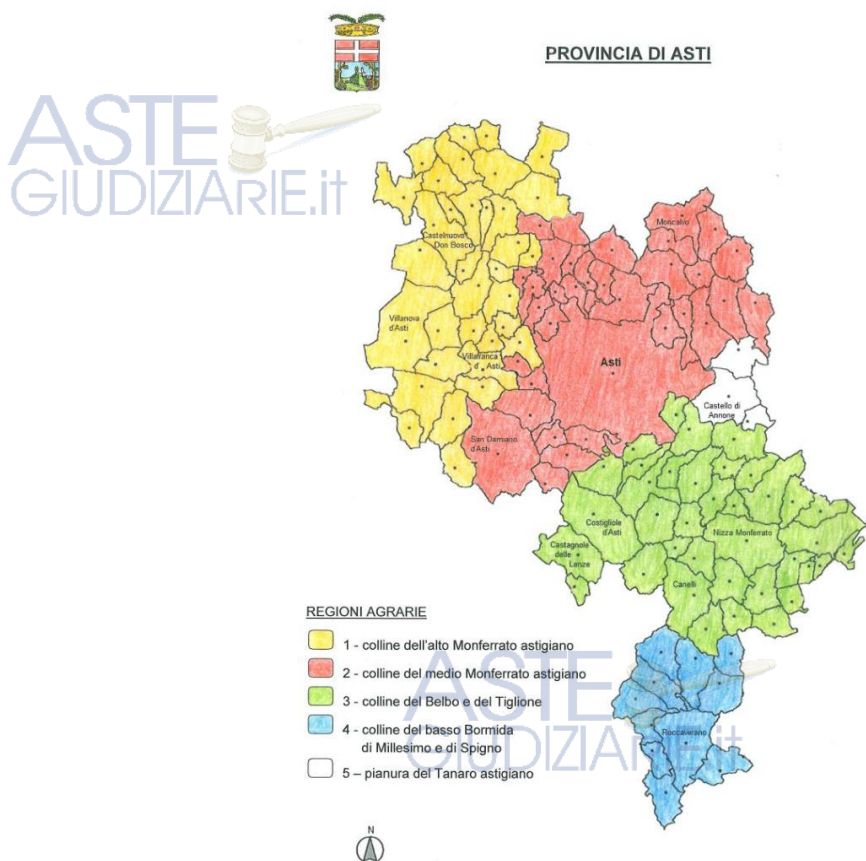 PROVINCIA DI ASTI
ASTE
GIUDIZIARIE.it
Moncalvo
Castelnuovo
Don Bosco
Villanova
d'Asti
Villafranca
d'Asti
Asti
Castello di
Annone
San Damiano
d'Asti
Costigliole
d'Asti
Nizza Monferrato
Castagnole
delle
Lanze
Canelli
REGIONI AGRARIE
1 - colline dell'alto Monferrato astigiano
2 - colline del medio Monferrato astigiano
3 - colline del Belbo e del Tiglione
4 - colline del basso Bormida
di Millesimo e di Spigno
5 – pianura del Tanaro astigiano
Roccaverano
ASTE
GIUDIZIARIE.it
N